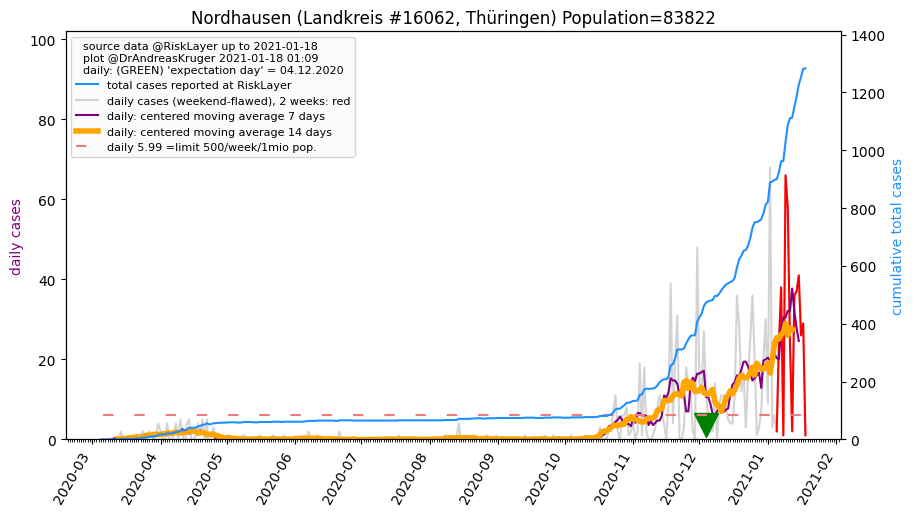 Nordhausen (Landkreis #16062, Thüringen) Population=83822
source data @RiskLayer up to 2021-01-18
plot @DrAndreasKruger 2021-01-18 01:09
daily: (GREEN) 'expectation day' = 04.12.2020
total cases reported at RiskLayer
daily cases (weekend-flawed), 2 weeks: red
daily: centered moving average 7 days
daily: centered moving average 14 days
daily 5.99 =limit 500/week/1mio pop.
daily cases
100
80
60
40
20
0
cumulative total cases
1400
1200
1000
800
600
400
200
0
2020-03
2020-04
2020-05
2020-06
2020-07
2020-08
2020-09
2020-10
2020-11
2020-12
2021-01
2021-02